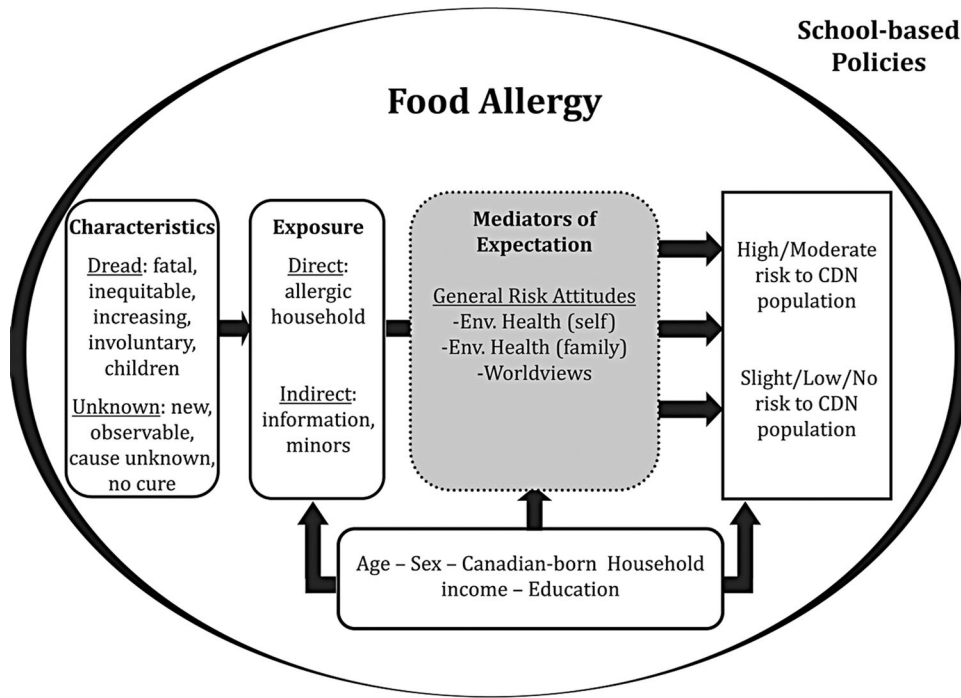 School-based
Policies
Food Allergy
Characteristics
Dread: fatal,
inequitable,
increasing,
involuntary,
children
Unknown: new,
observable,
cause unknown,
no cure
Exposure
Direct:
allergic
household
Indirect:
information,
minors
Mediators of
Expectation
General Risk Attitudes
-Env. Health (self)
-Env. Health (family)
-Worldviews
High/Moderate
risk to CDN
population
Slight/Low/No
risk to CDN
population
Age – Sex – Canadian-born Household
income – Education